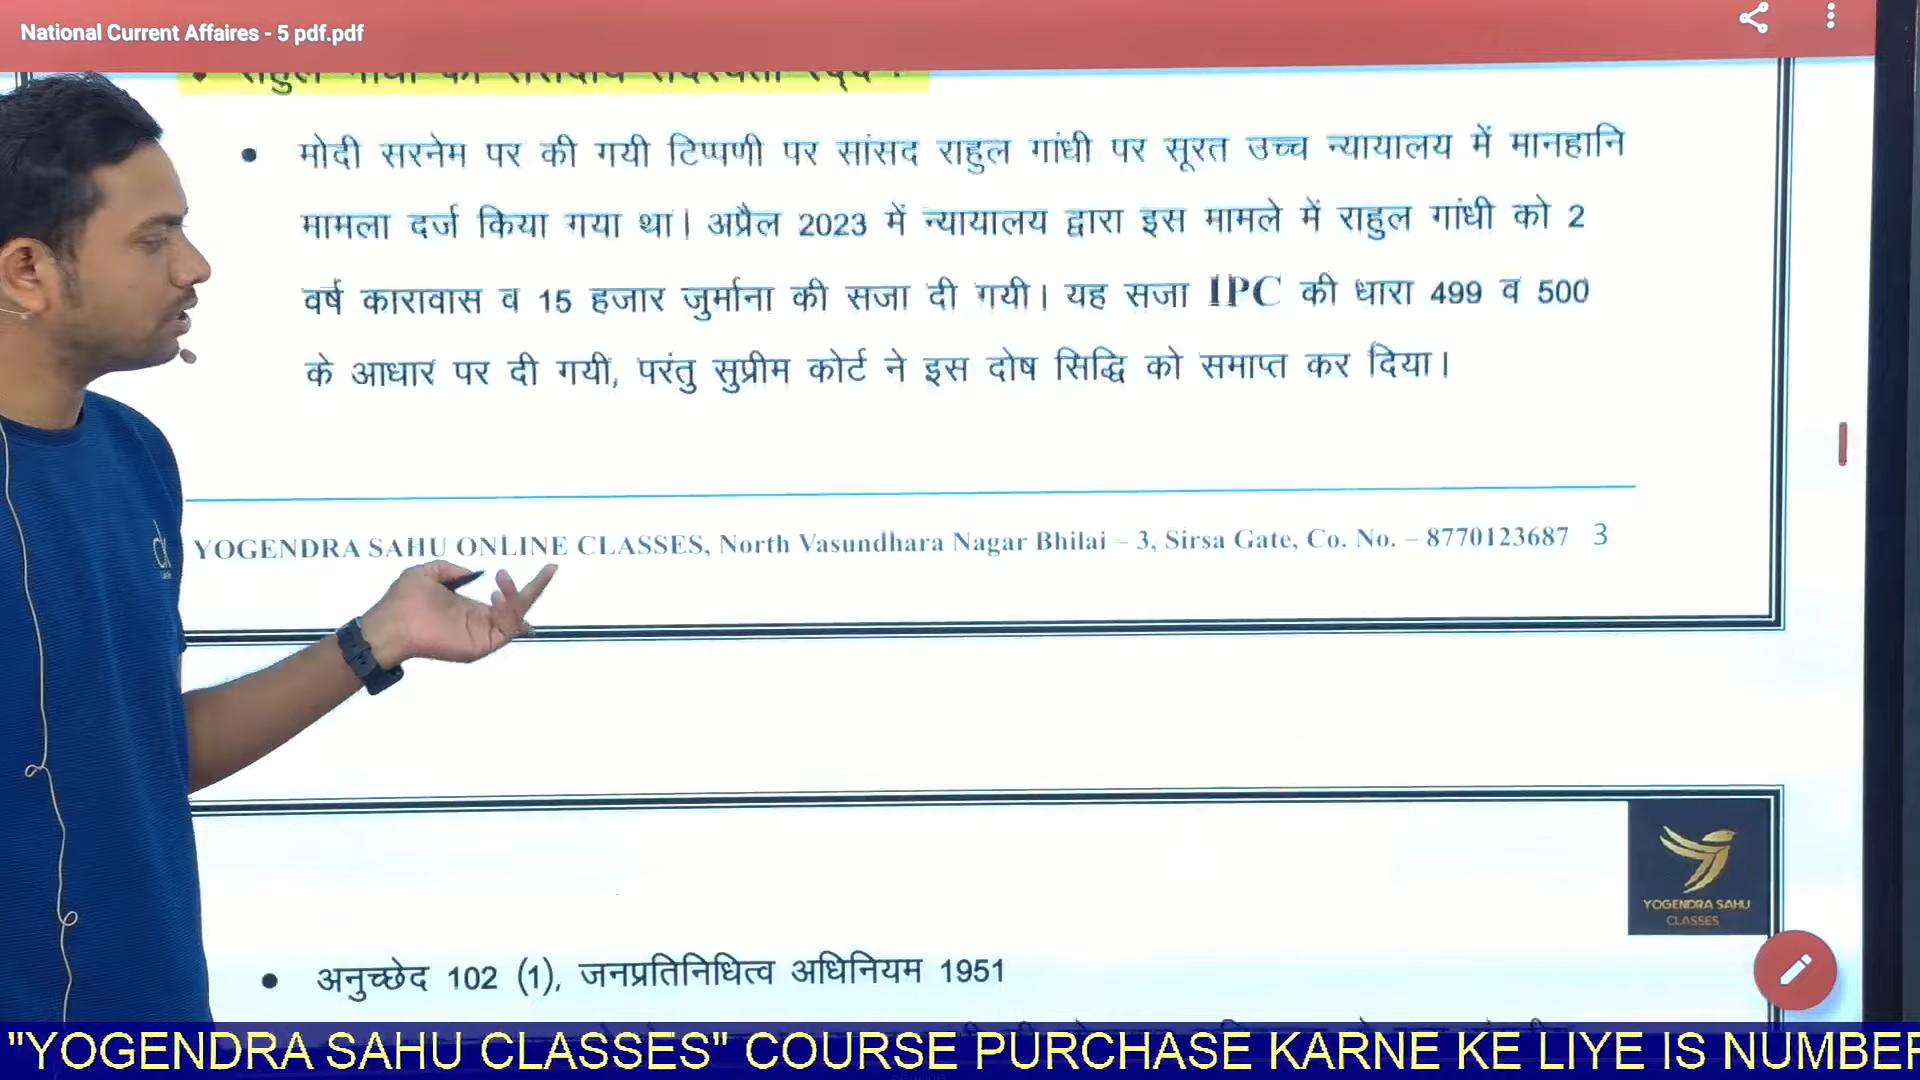 National Current Affaires - 5 pdf.pdf
मोदी सरनेम पर की गयी टिप्पणी पर सांसद राहुल गांधी पर सूरत उच्च न्यायालय में मानहानि
मामला दर्ज किया गया था। अप्रैल 2023 में न्यायालय द्वारा इस मामले में राहुल गांधी को 2
वर्ष कारावास व 15 हजार जुर्माना की सजा दी गयी। यह सजा IPC की धारा 499 व 500
के आधार पर दी गयी, परंतु सुप्रीम कोर्ट ने इस दोष सिद्धि को समाप्त कर दिया।
YOGENDRA SAHU ONLINE CLASSES, North Vasundhara Nagar Bhilai – 3, Sirsa Gate, Co. No. – 8770123687 3
YOGENDRA SAHU
CLASSES
अनुच्छेद 102 (1), जनप्रतिनिधित्व अधिनियम 1951
"YOGENDRA SAHU CLASSES" COURSE PURCHASE KARNE KE LIYE IS NUMBER